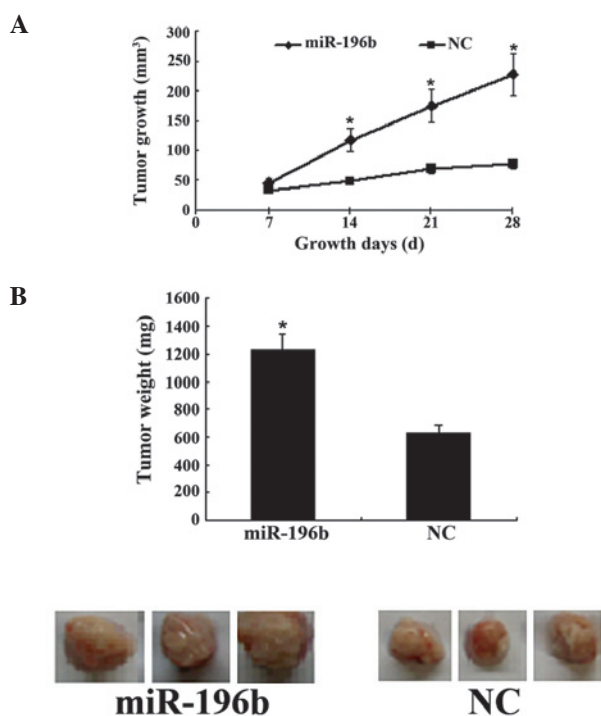 A
miR-196b
NC
Tumor growth (mm³)
300
250
200
150
100
50
0
*
*
*
0
7
14
21
28
Growth days (d)
B
Tumor weight (mg)
1600
1400
1200
1000
800
600
400
200
0
*
miR-196b
NC
miR-196b
NC